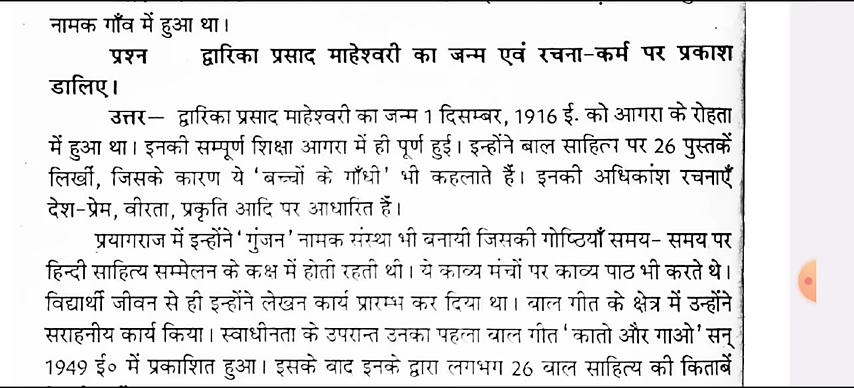 नामक गाँव में हुआ था।
प्रश्न द्वारिका प्रसाद माहेश्वरी का जन्म एवं रचना-कर्म पर प्रकाश
डालिए।
उत्तर— द्वारिका प्रसाद माहेश्वरी का जन्म 1 दिसम्बर, 1916 ई. को आगरा के रोहता
में हुआ था। इनकी सम्पूर्ण शिक्षा आगरा में ही पूर्ण हुई। इन्होंने बाल साहित्य पर 26 पुस्तकें
लिखीं, जिसके कारण ये ‘बच्चों के गाँधी’ भी कहलाते हैं। इनकी अधिकांश रचनाएँ
देश-प्रेम, वीरता, प्रकृति आदि पर आधारित हैं।
प्रयागराज में इन्होंने ‘गुंजन’ नामक संस्था भी बनायी जिसकी गोष्ठियाँ समय- समय पर
हिन्दी साहित्य सम्मेलन के कक्ष में होती रहती थी। ये काव्य मंचों पर काव्य पाठ भी करते थे।
विद्यार्थी जीवन से ही इन्होंने लेखन कार्य प्रारम्भ कर दिया था। बाल गीत के क्षेत्र में उन्होंने
सराहनीय कार्य किया। स्वाधीनता के उपरान्त उनका पहला बाल गीत ‘कातो और गाओ’ सन्
1949 ई० में प्रकाशित हुआ। इसके बाद इनके द्वारा लगभग 26 बाल साहित्य की किताबें